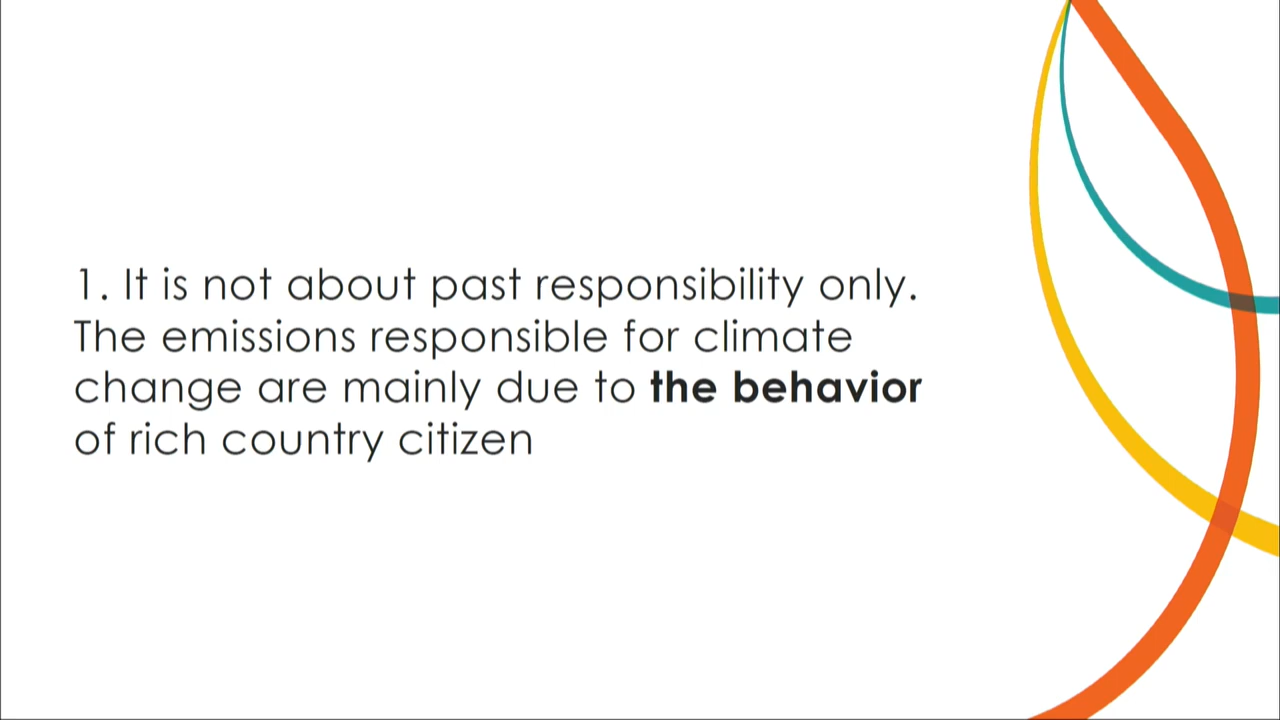 1. It is not about past responsibility only.
The emissions responsible for climate
change are mainly due to the behavior
of rich country citizen